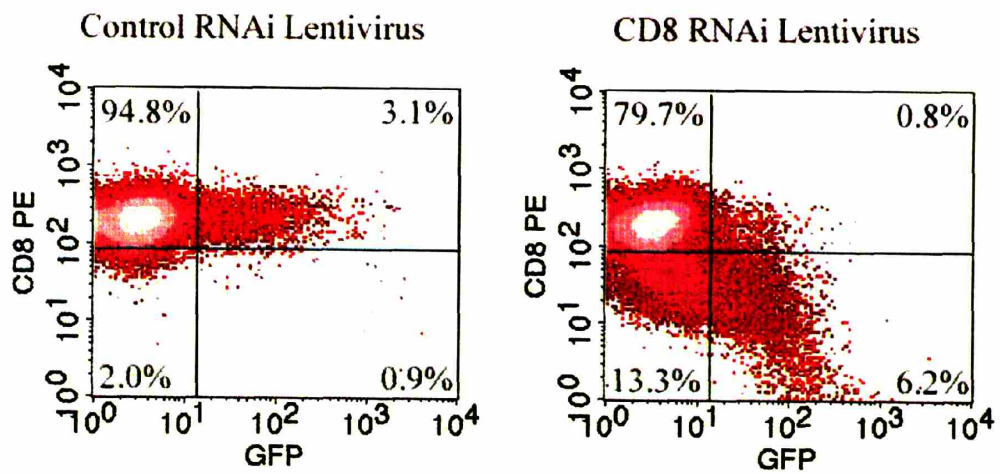 Control RNAi Lentivirus
CD8 RNAi Lentivirus
10⁴
94.8%
3.1%
10³
CD8 PE
10²
10¹
2.0%
0.9%
10⁰
10⁰ 10¹ 10² 10³ 10⁴
GFP
10⁴
79.7%
0.8%
10³
CD8 PE
10²
10¹
13.3%
6.2%
10⁰
10⁰ 10¹ 10² 10³ 10⁴
GFP